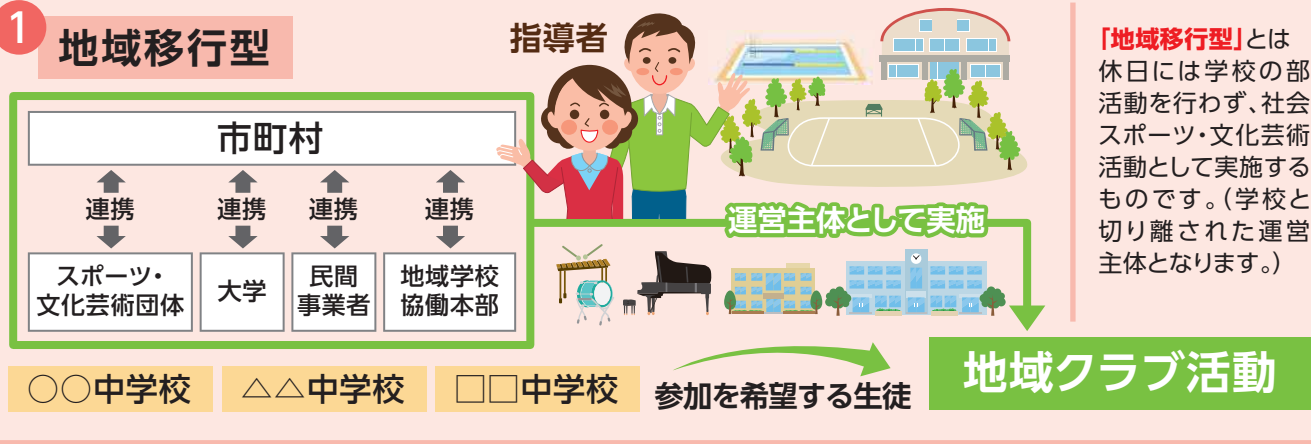 1
地域移行型
指導者
市町村
連携
連携
連携
連携
スポーツ・
文化芸術団体
大学
民間
事業者
地域学校
協働本部
運営主体として実施
○○中学校
△△中学校
□□中学校
参加を希望する生徒
地域クラブ活動
「地域移行型」とは
休日には学校の部
活動を行わず、社会
スポーツ・文化芸術
活動として実施する
ものです。(学校と
切り離された運営
主体となります。)